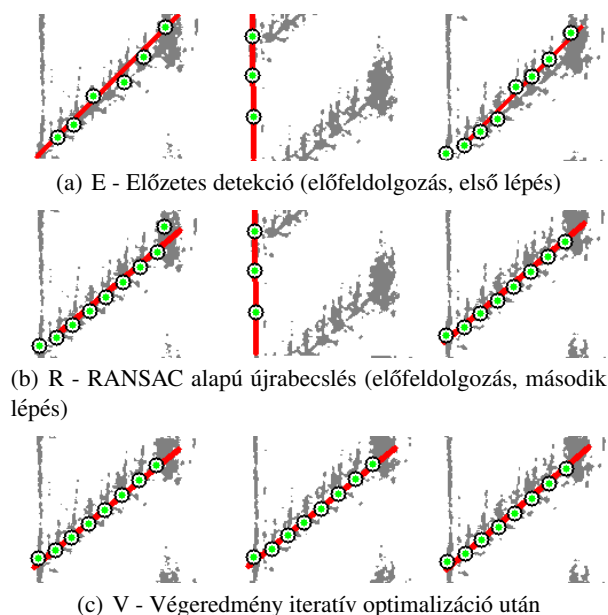 (a) E - Előzetes detekció (előfeldolgozás, első lépés)
(b) R - RANSAC alapú újrabecslés (előfeldolgozás, második
lépés)
(c) V - Végeredmény iteratív optimalizáció után